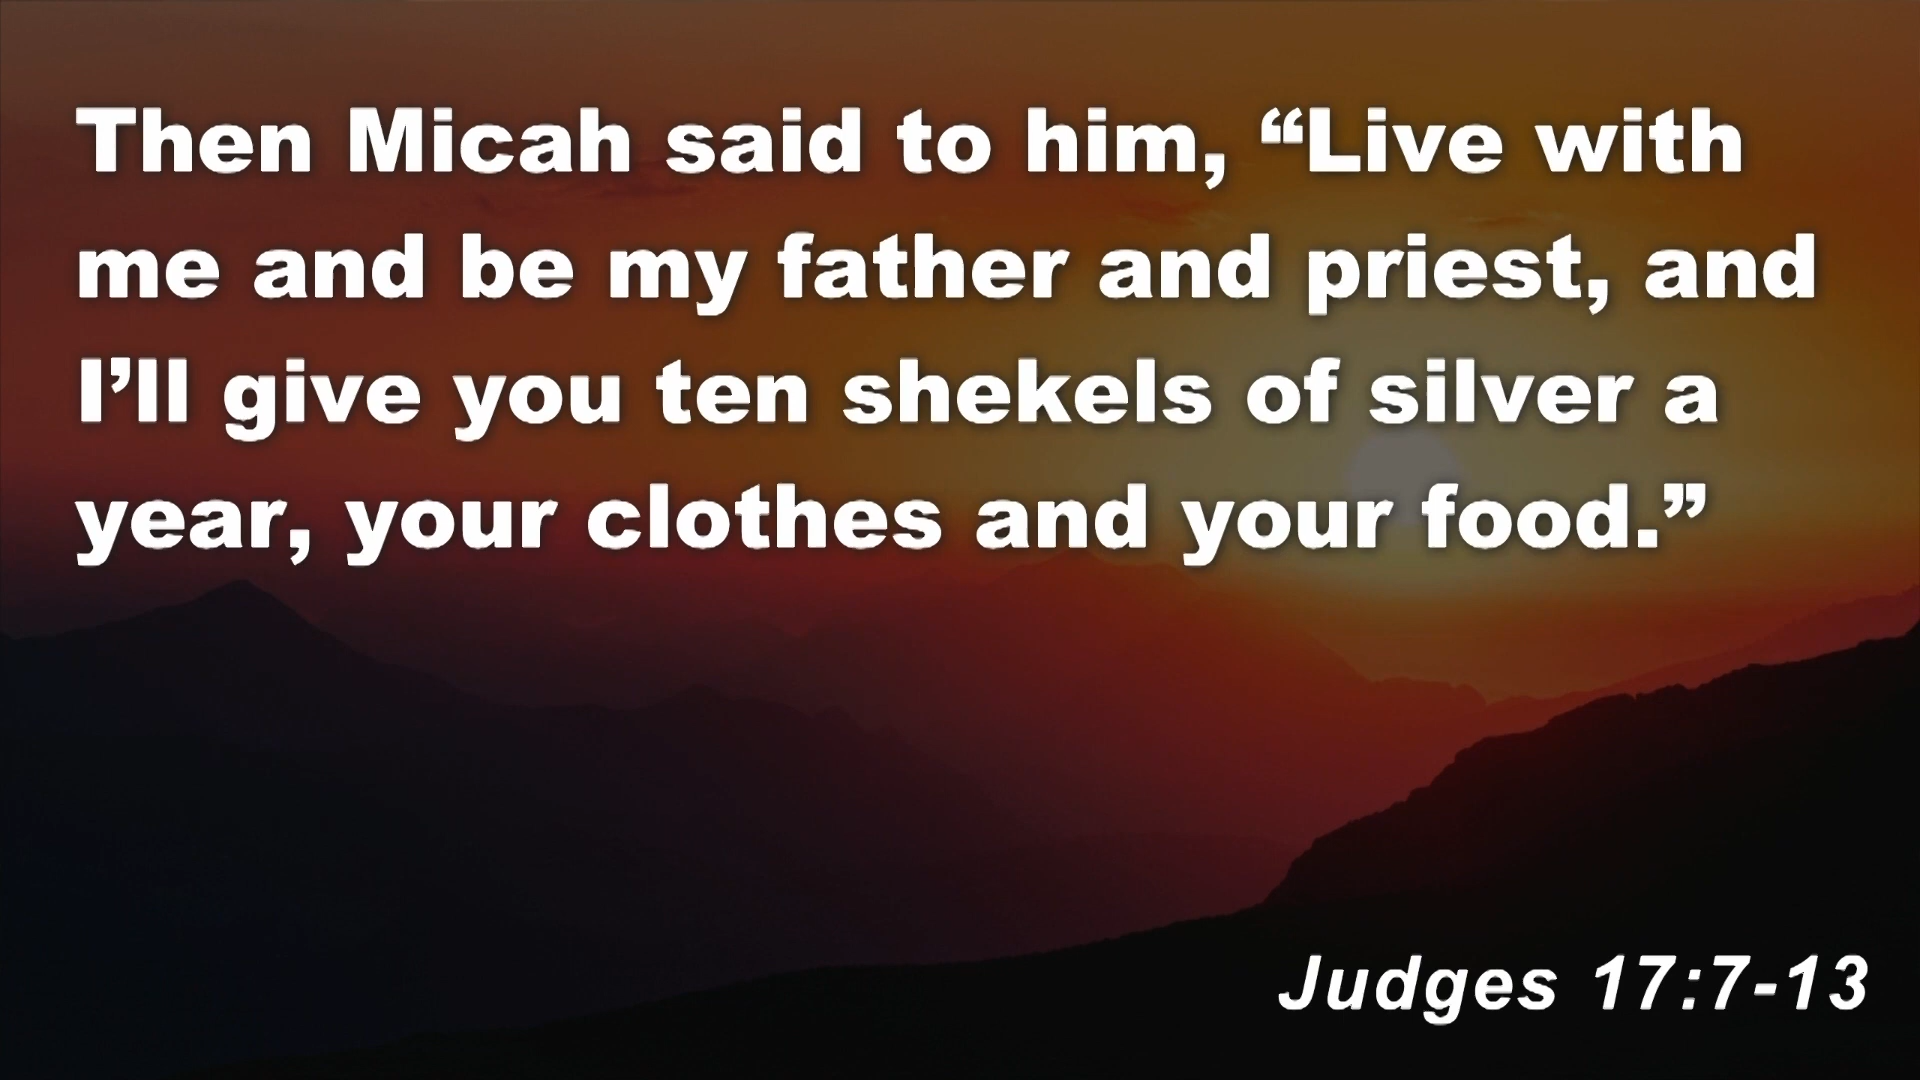 Then Micah said to him, “Live with
me and be my father and priest, and
I’ll give you ten shekels of silver a
year, your clothes and your food.”
Judges 17:7-13